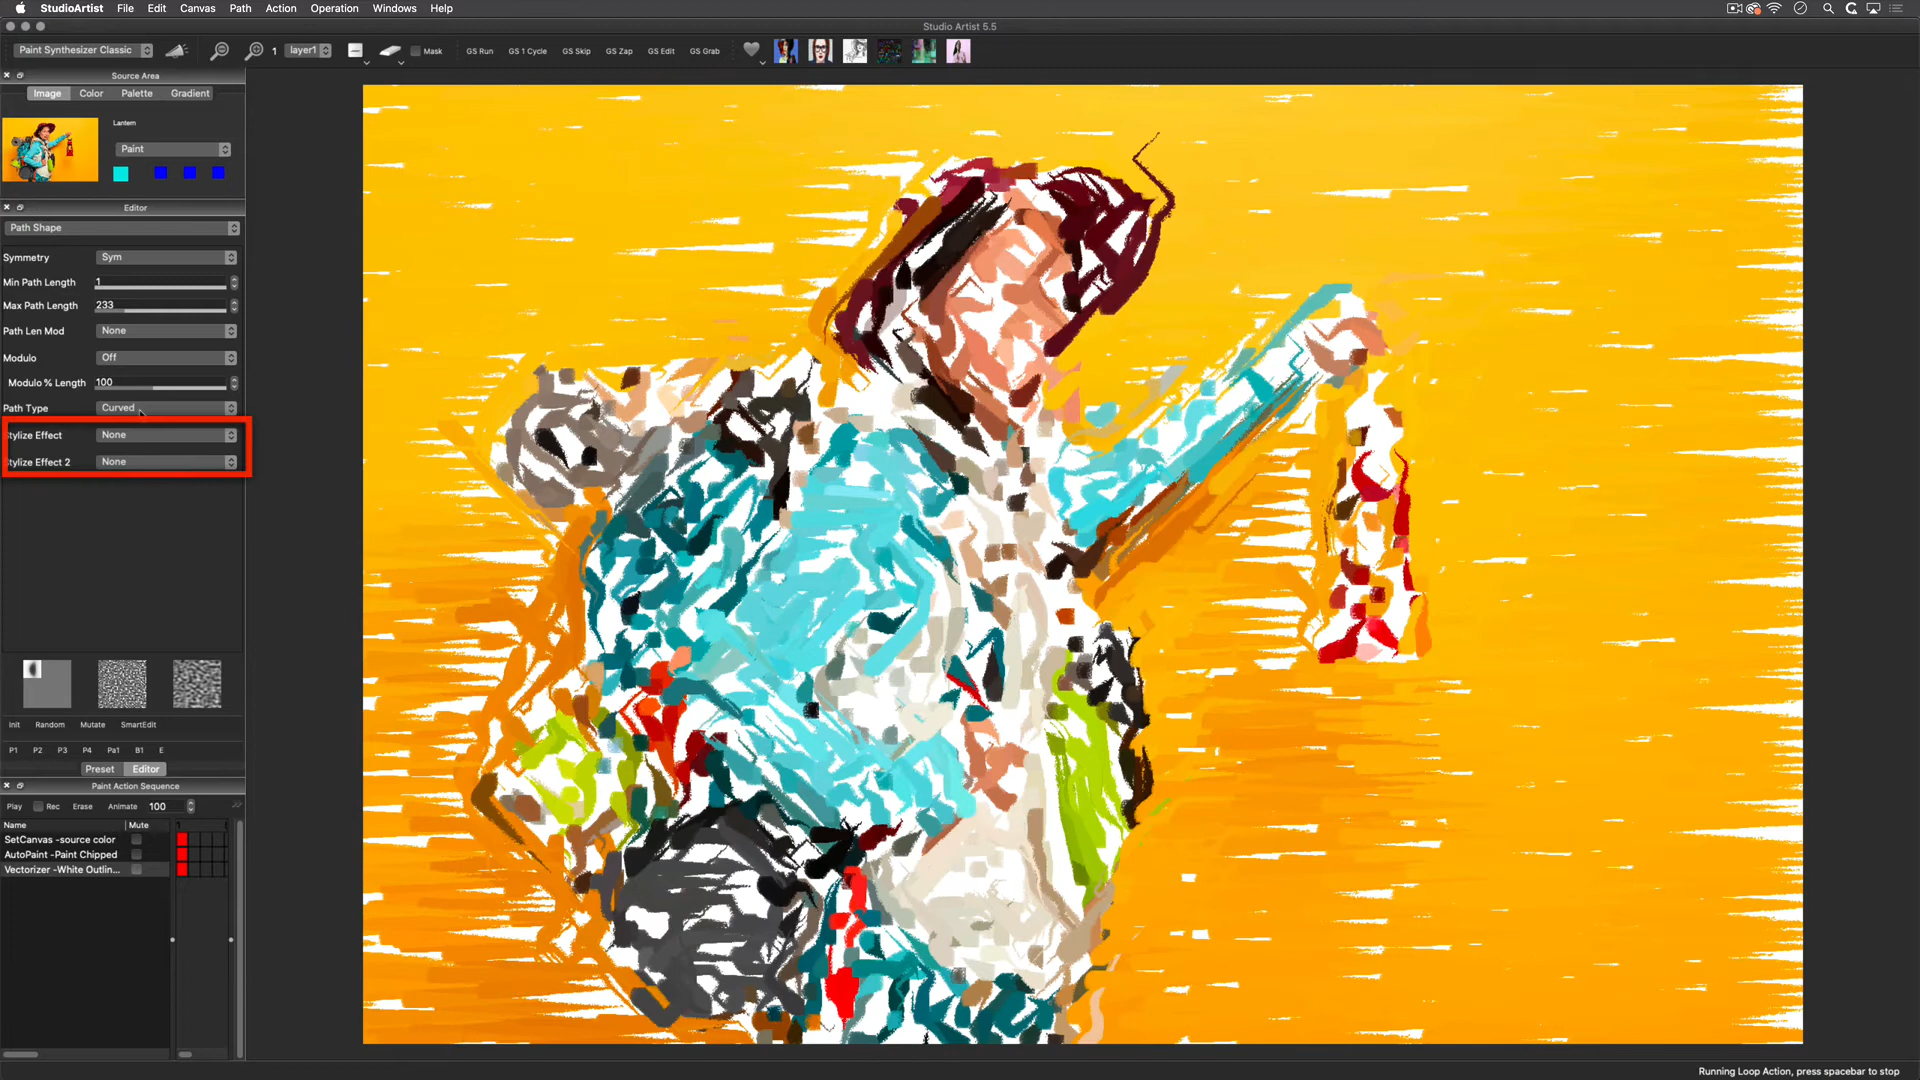 StudioArtist File Edit Canvas Path Action Operation Windows Help
Studio Artist 5.5
Paint Synthesizer Classic 1 layer1 Mask GS Run GS 1 Cycle GS Skip GS Zap GS Edit GS Grab
Source Area
Image Color Palette Gradient
Lantern
Paint
Editor
Path Shape
Symmetry Sym
Min Path Length 1
Max Path Length 233
Path Len Mod None
Modulo Off
Modulo % Length 100
Path Type Curved
tylize Effect None
tylize Effect 2 None
Init Random Mutate SmartEdit
P1 P2 P3 P4 Pa1 B1 E
Preset Editor
Paint Action Sequence
Play Rec Erase Animate 100
Name Mute 1
SetCanvas -source color
AutoPaint -Paint Chipped
Vectorizer -White Outlin...
Running Loop Action, press spacebar to stop